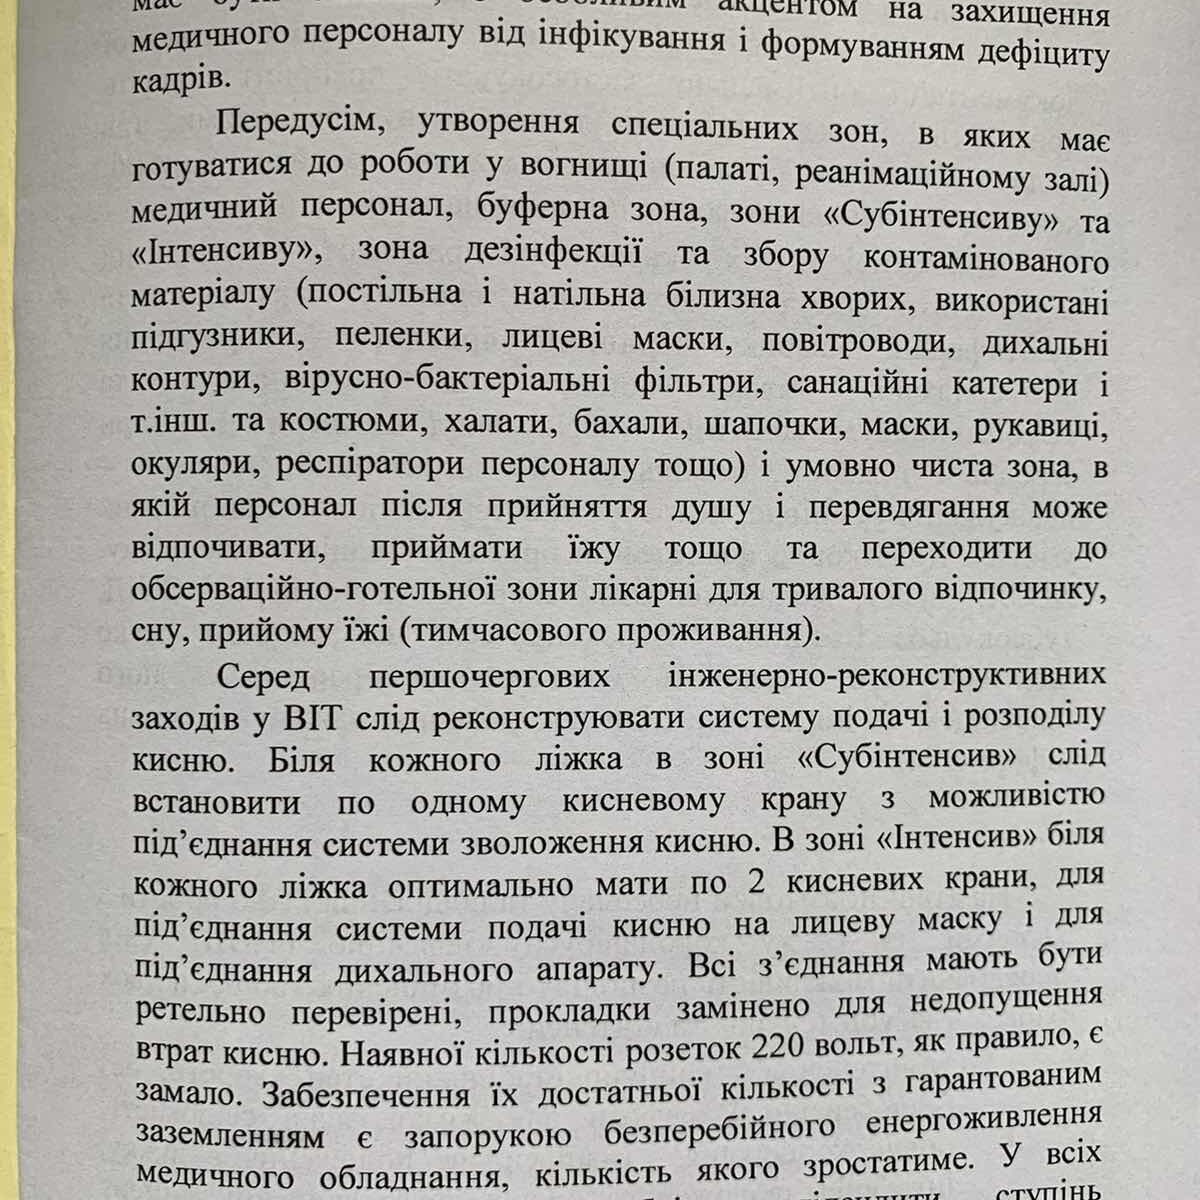 акцентом на захищення
медичного персоналу від інфікування і формуванням дефіциту
кадрів.
Передусім, утворення спеціальних зон, в яких має
готуватися до роботи у вогнищі (палаті, реанімаційному залі)
медичний персонал, буферна зона, зони «Субінтенсиву» та
«Інтенсиву», зона дезінфекції та збору контамінованого
матеріалу (постільна і натільна білизна хворих, використані
підгузники, пеленки, лицеві маски, повітроводи, дихальні
контури, вірусно-бактеріальні фільтри, санаційні катетери і
т.інш. та костюми, халати, бахали, шапочки, маски, рукавиці,
окуляри, респіратори персоналу тощо) і умовно чиста зона, в
якій персонал після прийняття душу і перевдягання може
відпочивати, приймати їжу тощо та переходити до
обсерваційно-готельної зони лікарні для тривалого відпочинку,
сну, прийому їжі (тимчасового проживання).
Серед першочергових інженерно-реконструктивних
заходів у ВІТ слід реконструювати систему подачі і розподілу
кисню. Біля кожного ліжка в зоні «Субінтенсив» слід
встановити по одному кисневому крану з можливістю
під’єднання системи зволоження кисню. В зоні «Інтенсив» біля
кожного ліжка оптимально мати по 2 кисневих крани, для
під’єднання системи подачі кисню на лицеву маску і для
під’єднання дихального апарату. Всі з’єднання мають бути
ретельно перевірені, прокладки замінено для недопущення
втрат кисню. Наявної кількості розеток 220 вольт, як правило, є
замало. Забезпечення їх достатньої кількості з гарантованим
заземленням є запорукою безперебійного енергоживлення
медичного обладнання, кількість якого зростатиме. У всіх
ступінь